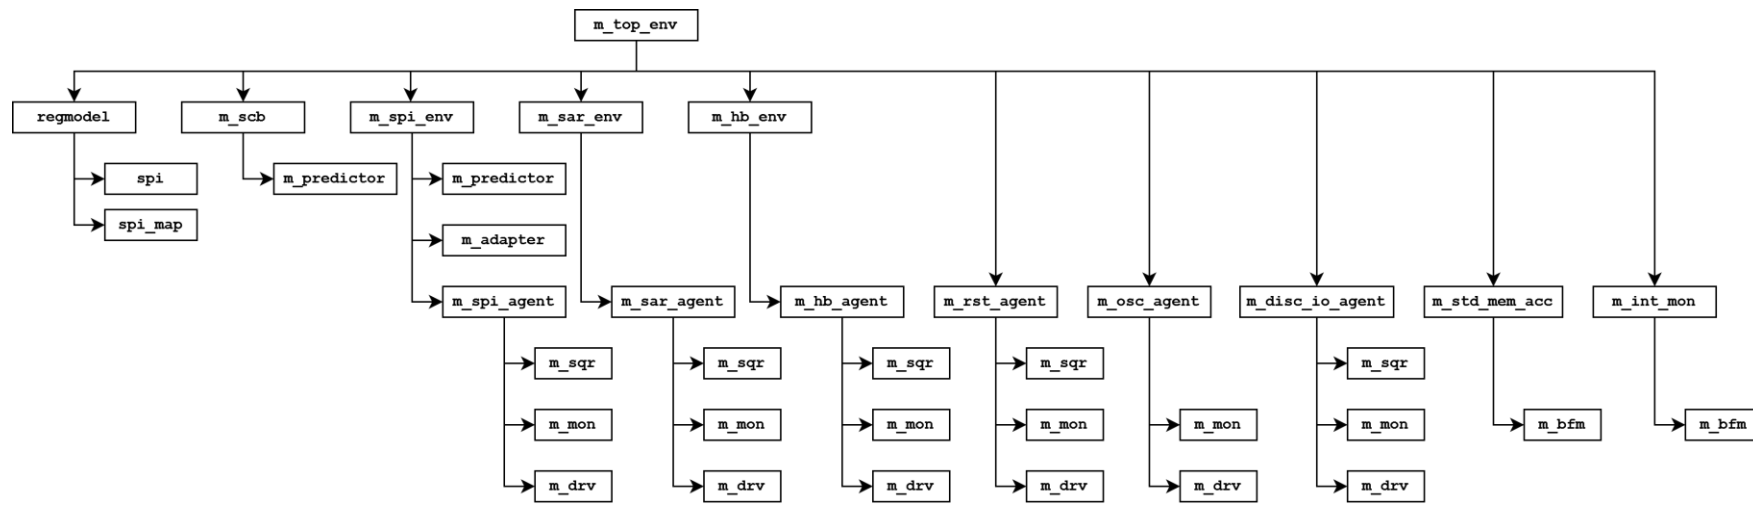 m_top_env
regmodel
m_scb
m_spi_env
m_sar_env
m_hb_env
spi
m_predictor
m_predictor
spi_map
m_adapter
m_spi_agent
m_sar_agent
m_hb_agent
m_rst_agent
m_osc_agent
m_disc_io_agent
m_std_mem_acc
m_int_mon
m_sqr
m_sqr
m_sqr
m_sqr
m_sqr
m_mon
m_mon
m_mon
m_mon
m_mon
m_mon
m_bfm
m_bfm
m_drv
m_drv
m_drv
m_drv
m_drv
m_drv